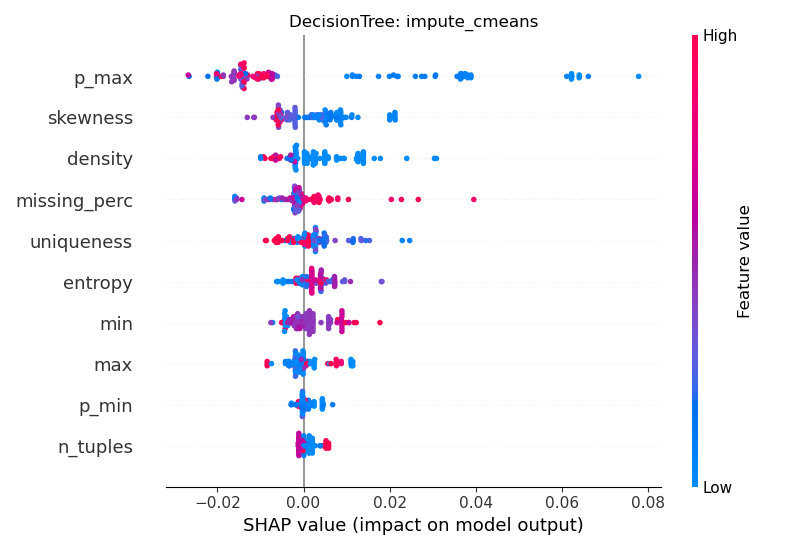 DecisionTree: impute_cmeans
High
p_max
skewness
density
missing_perc
uniqueness
entropy
min
max
p_min
n_tuples
Feature value
Low
−0.02 0.00 0.02 0.04 0.06 0.08
SHAP value (impact on model output)